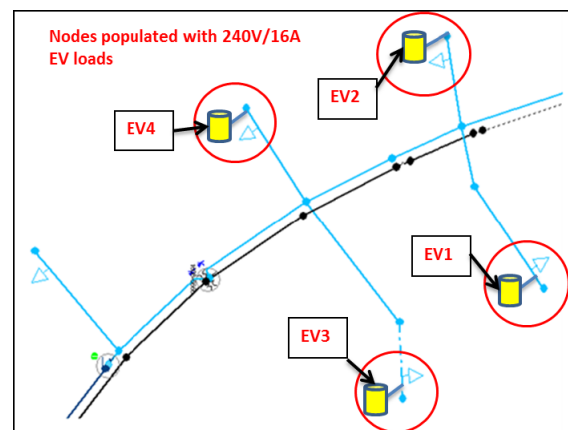 Nodes populated with 240V/16A
EV loads
EV2
EV4
EV1
EV3